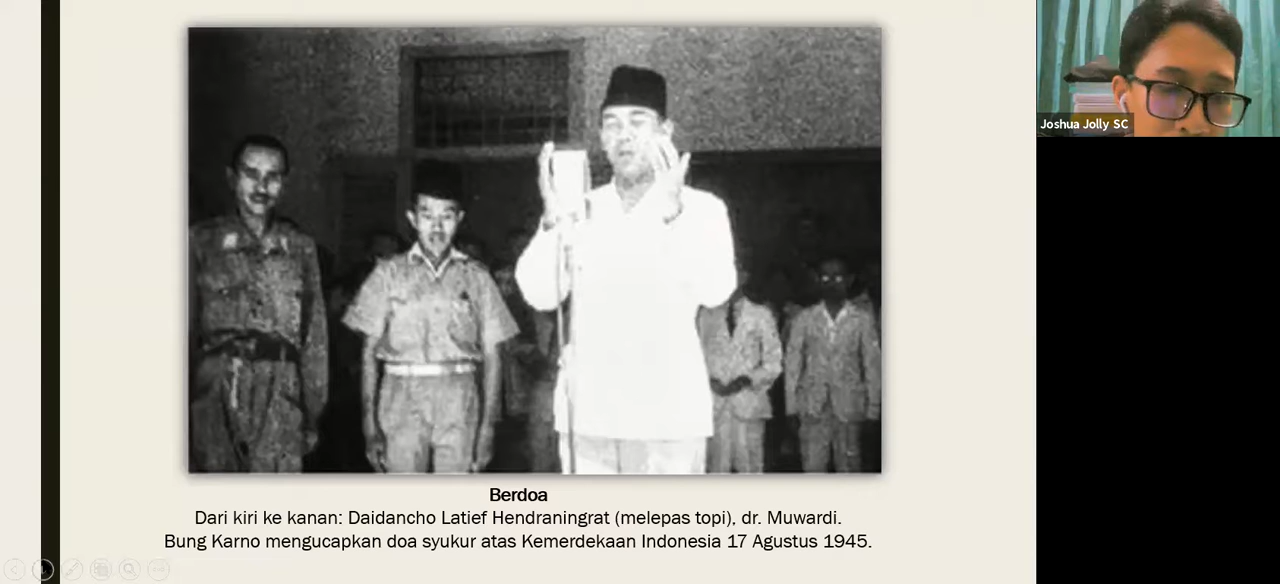 Joshua Jolly SC
Berdoa
Dari kiri ke kanan: Daidancho Latief Hendraningrat (melepas topi), dr. Muwardi.
Bung Karno mengucapkan doa syukur atas Kemerdekaan Indonesia 17 Agustus 1945.